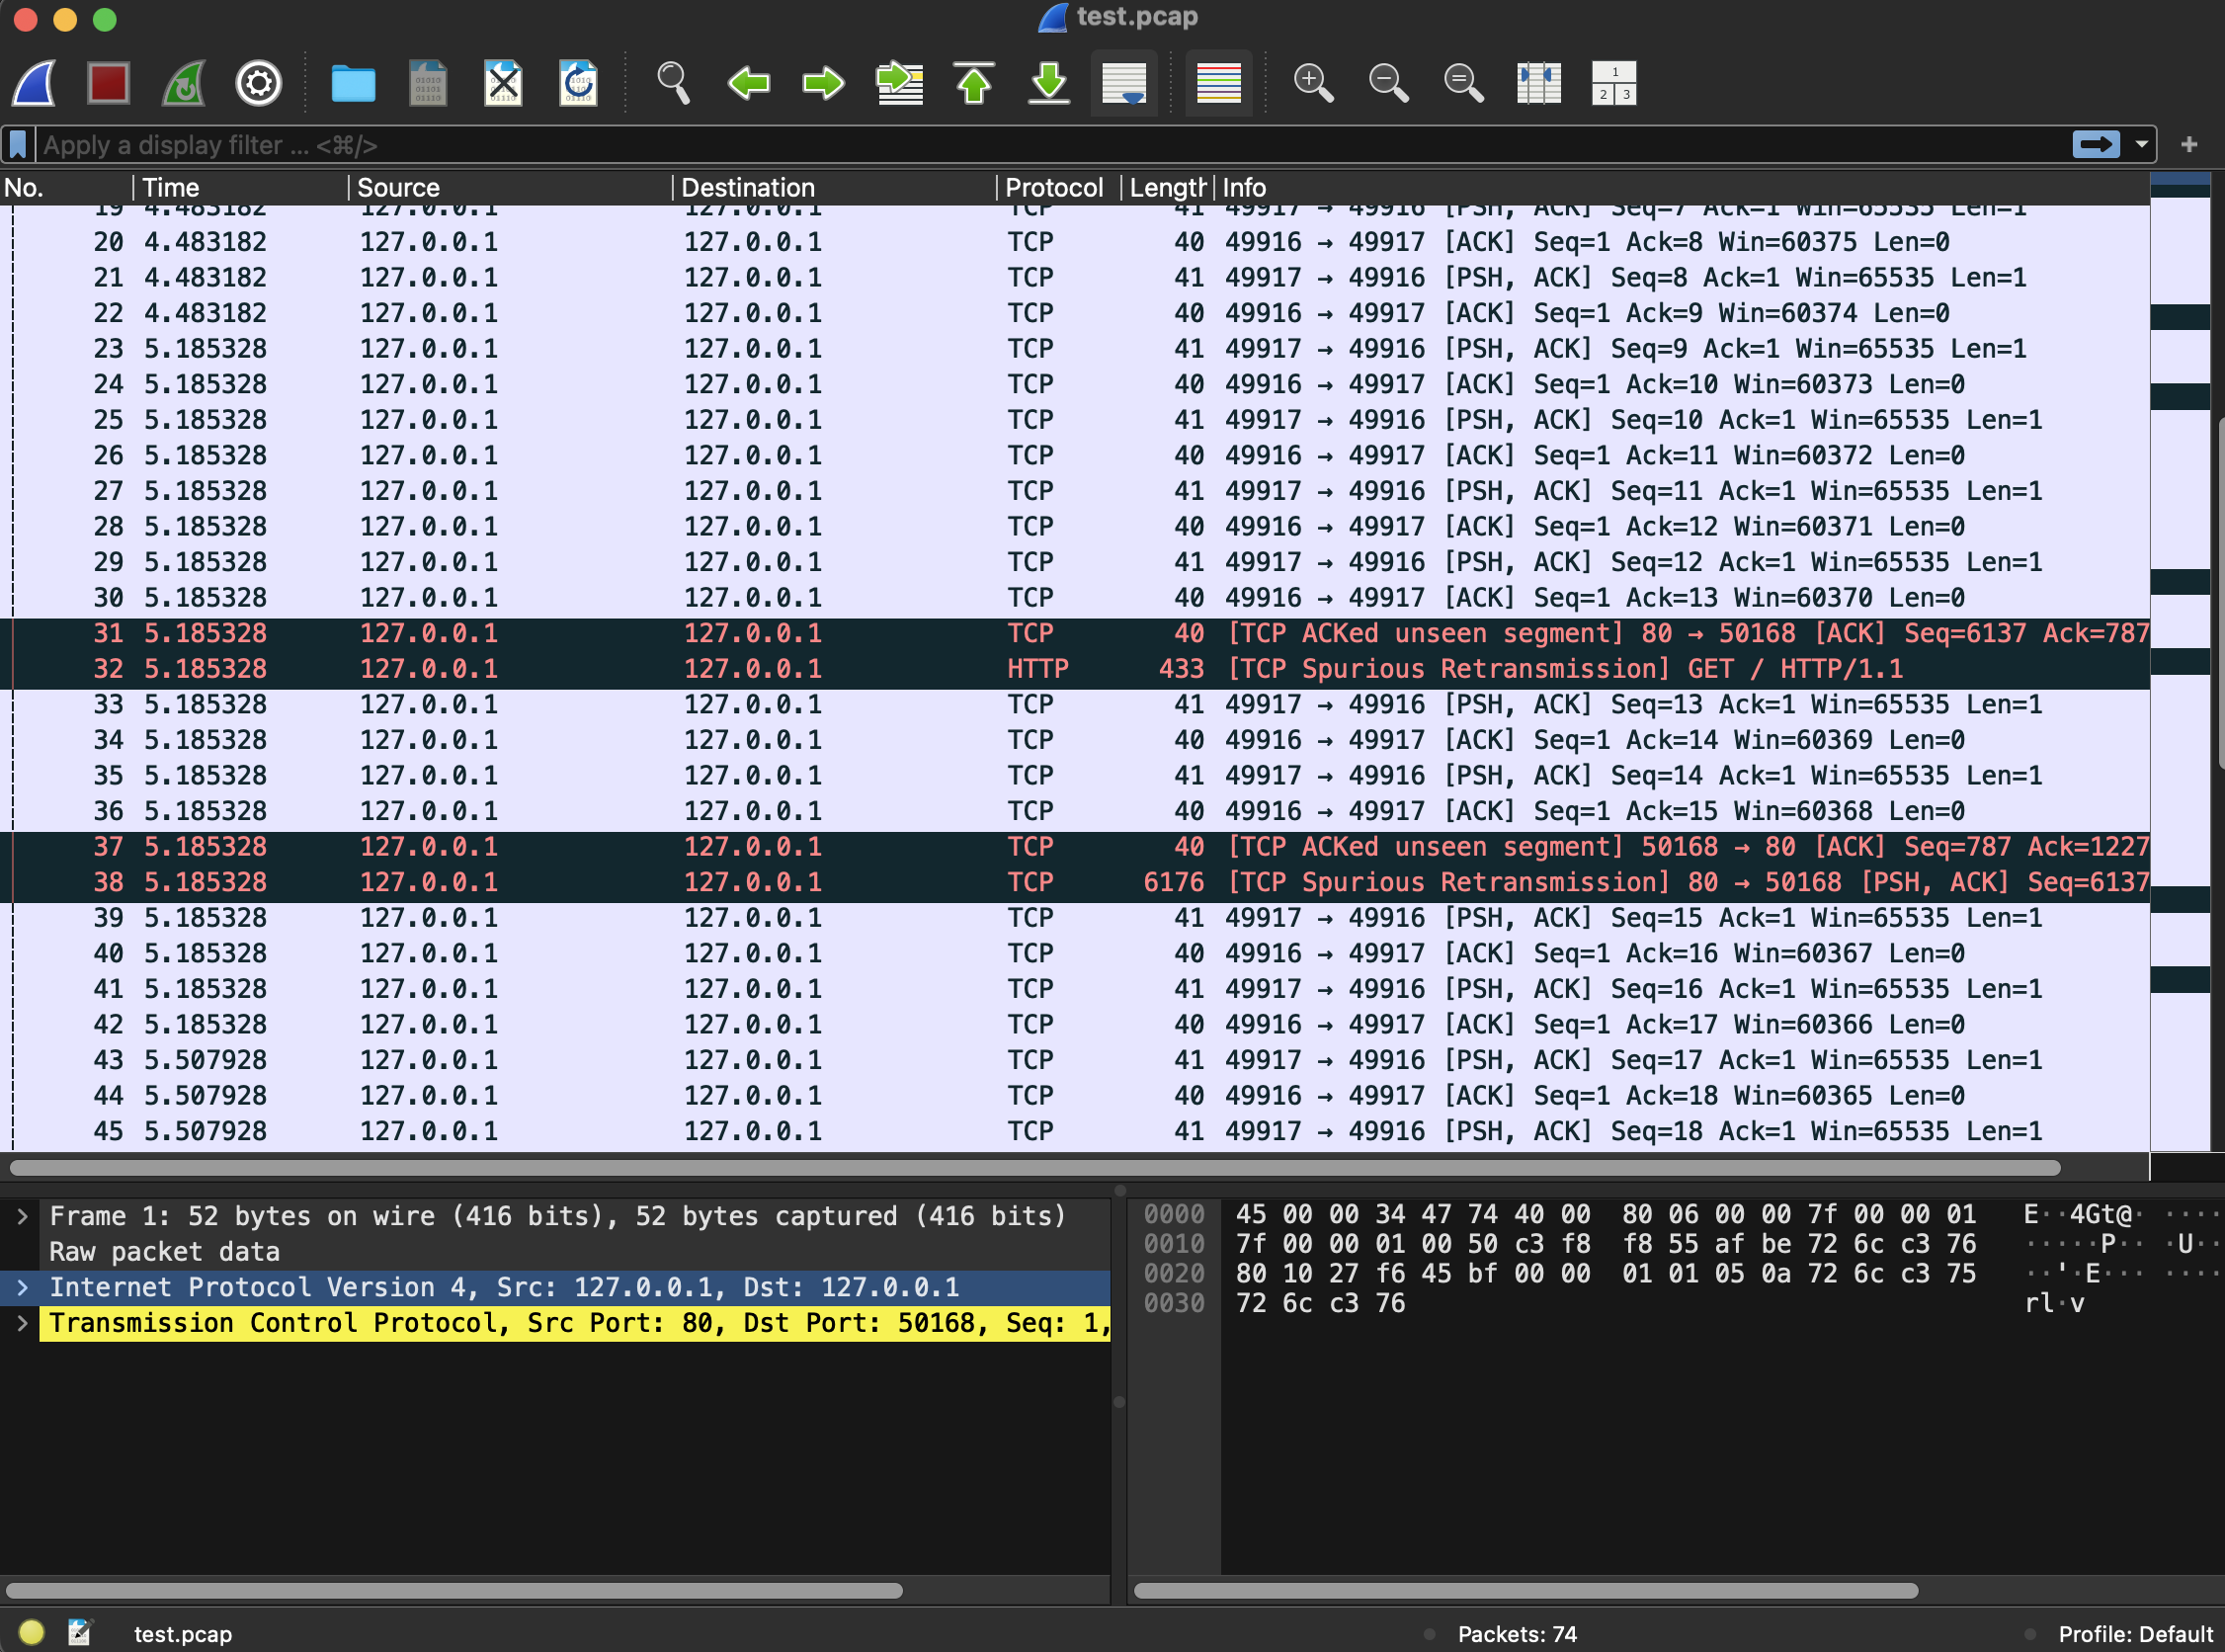 test.pcap
Apply a display filter ... <⌘/>
No. Time Source Destination Protocol Length Info
19 4.483182 127.0.0.1 127.0.0.1 TCP 41 49917 → 49916 [PSH, ACK] Seq=7 Ack=1 Win=65535 Len=1
20 4.483182 127.0.0.1 127.0.0.1 TCP 40 49916 → 49917 [ACK] Seq=1 Ack=8 Win=60375 Len=0
21 4.483182 127.0.0.1 127.0.0.1 TCP 41 49917 → 49916 [PSH, ACK] Seq=8 Ack=1 Win=65535 Len=1
22 4.483182 127.0.0.1 127.0.0.1 TCP 40 49916 → 49917 [ACK] Seq=1 Ack=9 Win=60374 Len=0
23 5.185328 127.0.0.1 127.0.0.1 TCP 41 49917 → 49916 [PSH, ACK] Seq=9 Ack=1 Win=65535 Len=1
24 5.185328 127.0.0.1 127.0.0.1 TCP 40 49916 → 49917 [ACK] Seq=1 Ack=10 Win=60373 Len=0
25 5.185328 127.0.0.1 127.0.0.1 TCP 41 49917 → 49916 [PSH, ACK] Seq=10 Ack=1 Win=65535 Len=1
26 5.185328 127.0.0.1 127.0.0.1 TCP 40 49916 → 49917 [ACK] Seq=1 Ack=11 Win=60372 Len=0
27 5.185328 127.0.0.1 127.0.0.1 TCP 41 49917 → 49916 [PSH, ACK] Seq=11 Ack=1 Win=65535 Len=1
28 5.185328 127.0.0.1 127.0.0.1 TCP 40 49916 → 49917 [ACK] Seq=1 Ack=12 Win=60371 Len=0
29 5.185328 127.0.0.1 127.0.0.1 TCP 41 49917 → 49916 [PSH, ACK] Seq=12 Ack=1 Win=65535 Len=1
30 5.185328 127.0.0.1 127.0.0.1 TCP 40 49916 → 49917 [ACK] Seq=1 Ack=13 Win=60370 Len=0
31 5.185328 127.0.0.1 127.0.0.1 TCP 40 [TCP ACKed unseen segment] 80 → 50168 [ACK] Seq=6137 Ack=787
32 5.185328 127.0.0.1 127.0.0.1 HTTP 433 [TCP Spurious Retransmission] GET / HTTP/1.1
33 5.185328 127.0.0.1 127.0.0.1 TCP 41 49917 → 49916 [PSH, ACK] Seq=13 Ack=1 Win=65535 Len=1
34 5.185328 127.0.0.1 127.0.0.1 TCP 40 49916 → 49917 [ACK] Seq=1 Ack=14 Win=60369 Len=0
35 5.185328 127.0.0.1 127.0.0.1 TCP 41 49917 → 49916 [PSH, ACK] Seq=14 Ack=1 Win=65535 Len=1
36 5.185328 127.0.0.1 127.0.0.1 TCP 40 49916 → 49917 [ACK] Seq=1 Ack=15 Win=60368 Len=0
37 5.185328 127.0.0.1 127.0.0.1 TCP 40 [TCP ACKed unseen segment] 50168 → 80 [ACK] Seq=787 Ack=1227
38 5.185328 127.0.0.1 127.0.0.1 TCP 6176 [TCP Spurious Retransmission] 80 → 50168 [PSH, ACK] Seq=6137
39 5.185328 127.0.0.1 127.0.0.1 TCP 41 49917 → 49916 [PSH, ACK] Seq=15 Ack=1 Win=65535 Len=1
40 5.185328 127.0.0.1 127.0.0.1 TCP 40 49916 → 49917 [ACK] Seq=1 Ack=16 Win=60367 Len=0
41 5.185328 127.0.0.1 127.0.0.1 TCP 41 49917 → 49916 [PSH, ACK] Seq=16 Ack=1 Win=65535 Len=1
42 5.185328 127.0.0.1 127.0.0.1 TCP 40 49916 → 49917 [ACK] Seq=1 Ack=17 Win=60366 Len=0
43 5.507928 127.0.0.1 127.0.0.1 TCP 41 49917 → 49916 [PSH, ACK] Seq=17 Ack=1 Win=65535 Len=1
44 5.507928 127.0.0.1 127.0.0.1 TCP 40 49916 → 49917 [ACK] Seq=1 Ack=18 Win=60365 Len=0
45 5.507928 127.0.0.1 127.0.0.1 TCP 41 49917 → 49916 [PSH, ACK] Seq=18 Ack=1 Win=65535 Len=1
Frame 1: 52 bytes on wire (416 bits), 52 bytes captured (416 bits)
Raw packet data
Internet Protocol Version 4, Src: 127.0.0.1, Dst: 127.0.0.1
Transmission Control Protocol, Src Port: 80, Dst Port: 50168, Seq: 1,
0000 45 00 00 34 47 74 40 00 80 06 00 00 7f 00 00 01 E··4Gt@· ····
0010 7f 00 00 01 00 50 c3 f8 f8 55 af be 72 6c c3 76 ·····P·· ·U··
0020 80 10 27 f6 45 bf 00 00 01 01 05 0a 72 6c c3 75 ··'·E··· ····
0030 72 6c c3 76 rl·v
test.pcap
Packets: 74
Profile: Default